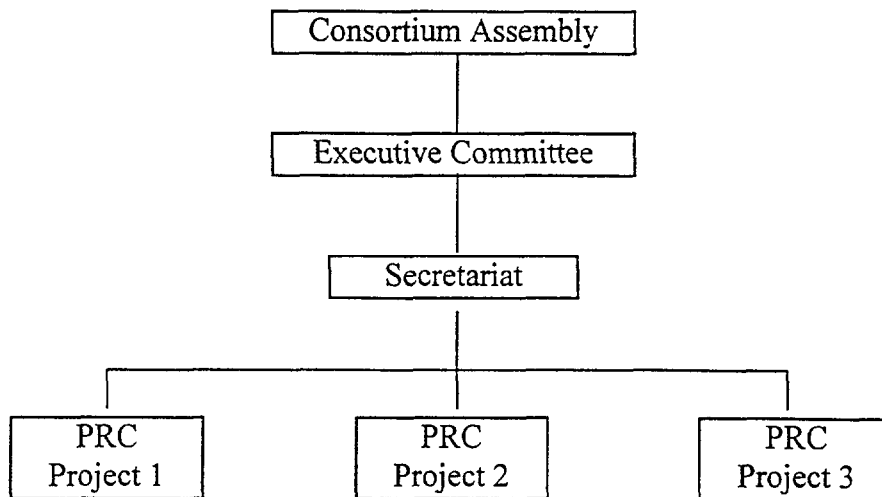 Consortium Assembly
Executive Committee
Secretariat
PRC
Project 1
PRC
Project 2
PRC
Project 3